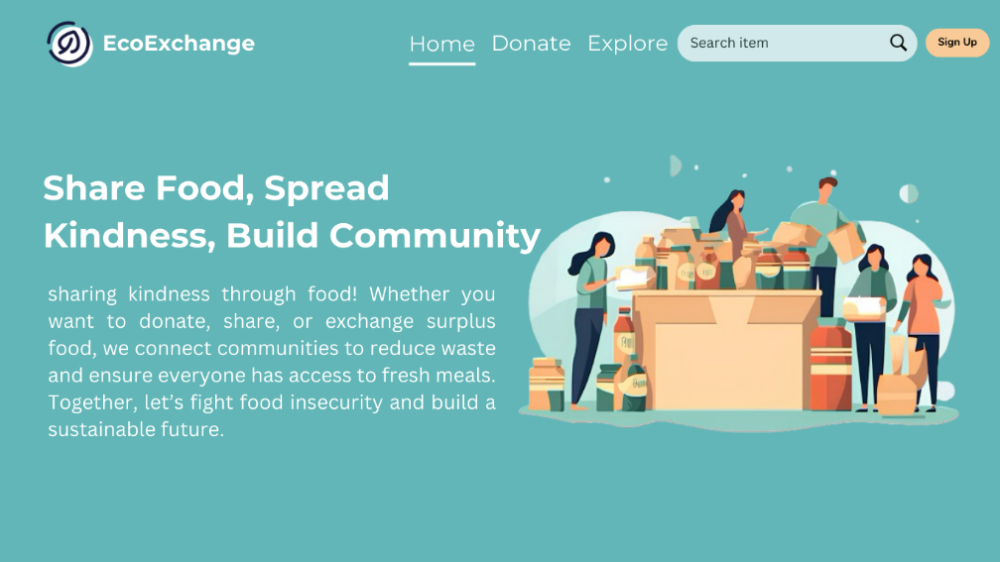 EcoExchange
Home
Donate
Explore
Search item
Sign Up
Share Food, Spread
Kindness, Build Community
sharing kindness through food! Whether you
want to donate, share, or exchange surplus
food, we connect communities to reduce waste
and ensure everyone has access to fresh meals.
Together, let’s fight food insecurity and build a
sustainable future.